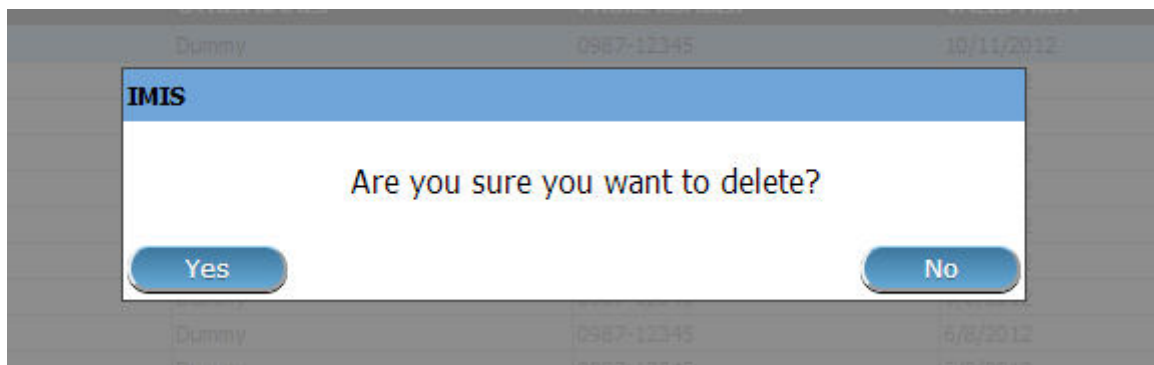 Dummy 0987-12345 10/11/2012
IMIS
Are you sure you want to delete?
Yes No
Dummy 0987-12345 6/8/2012